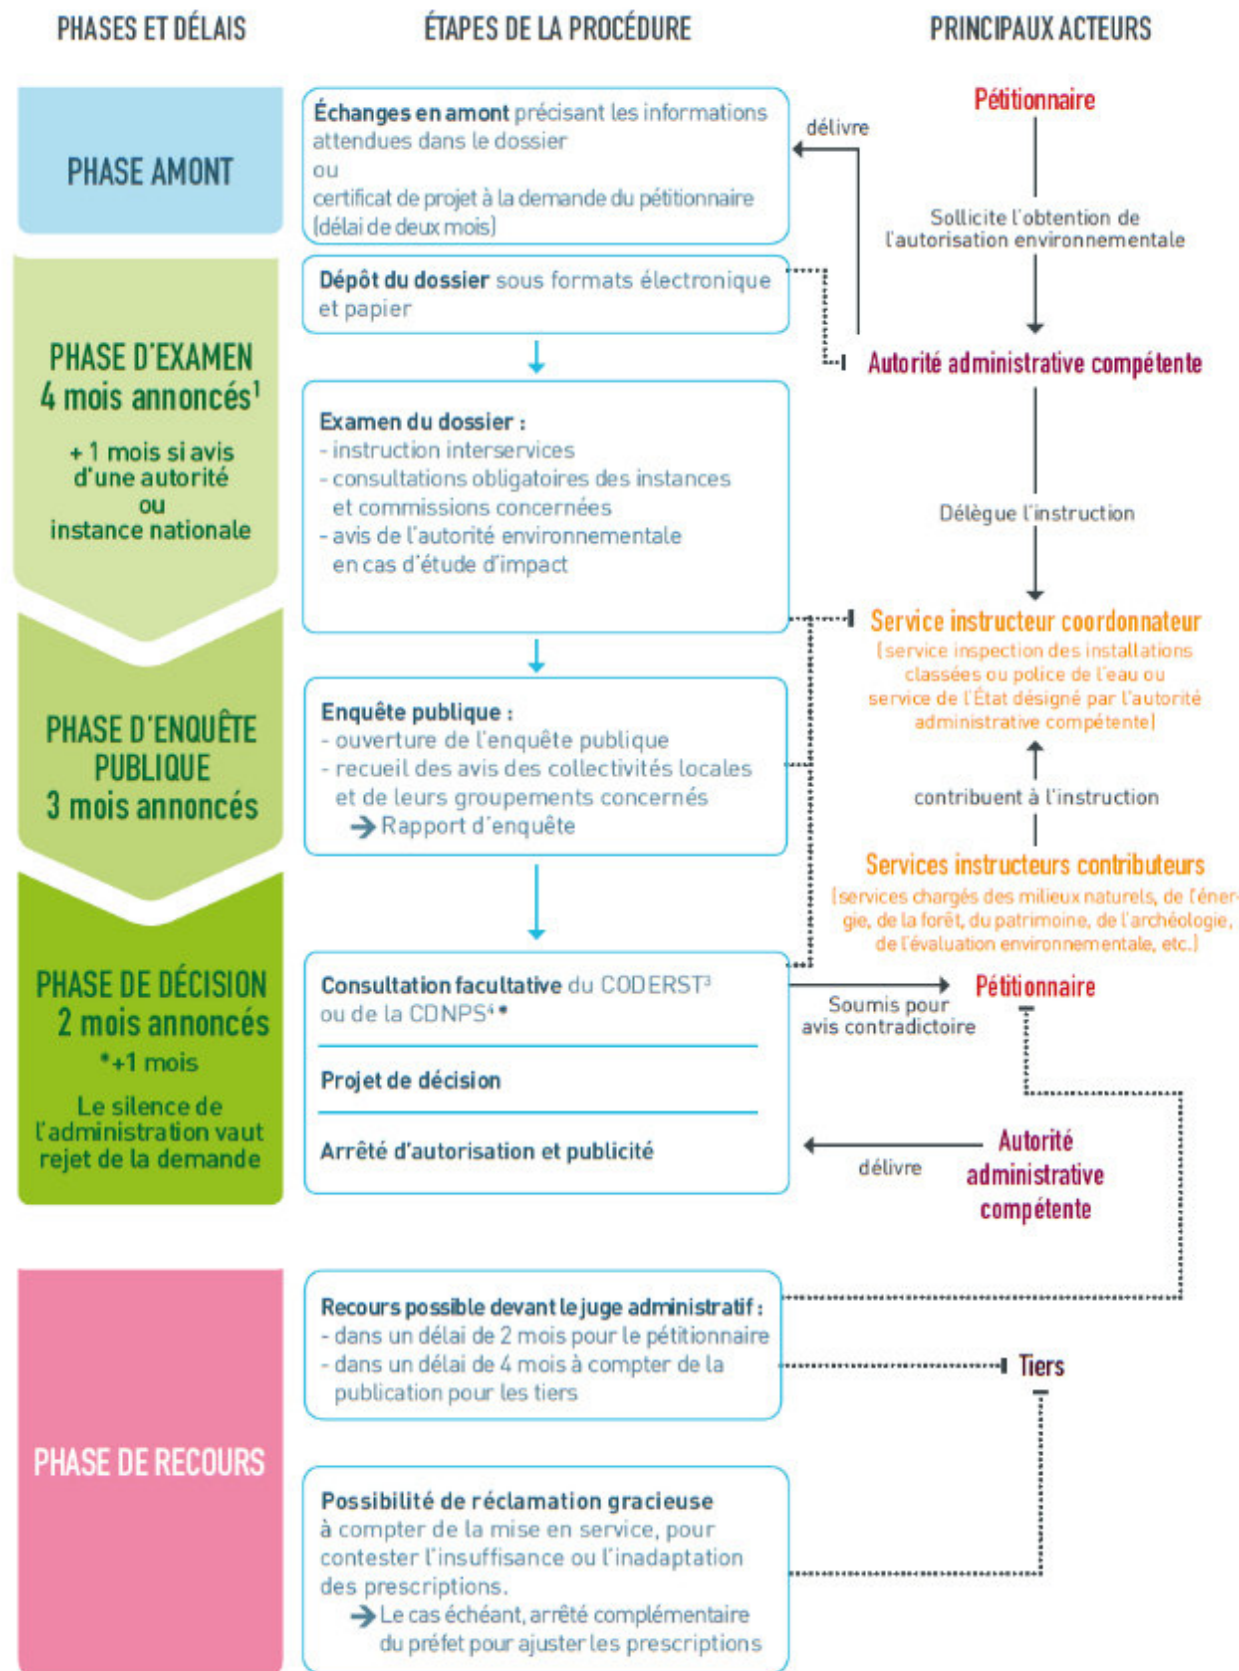 PHASES ET DÉLAIS
ÉTAPES DE LA PROCÉDURE
PRINCIPAUX ACTEURS
PHASE AMONT
Échanges en amont précisant les informations
attendues dans le dossier
ou
certificat de projet à la demande du pétitionnaire
(délai de deux mois)
délivre
Pétitionnaire
Sollicite l'obtention de
l'autorisation environnementale
PHASE D'EXAMEN
4 mois annoncés¹
+ 1 mois si avis
d'une autorité
ou
instance nationale
Dépôt du dossier sous formats électronique
et papier
Autorité administrative compétente
Examen du dossier :
- instruction interservices
- consultations obligatoires des instances
et commissions concernées
- avis de l'autorité environnementale
en cas d'étude d'impact
Délègue l'instruction
Service instructeur coordonnateur
(service inspection des installations
classées ou police de l'eau ou
service de l'État désigné par l'autorité
administrative compétente)
PHASE D'ENQUÊTE
PUBLIQUE
3 mois annoncés
Enquête publique :
- ouverture de l'enquête publique
- recueil des avis des collectivités locales
et de leurs groupements concernés
➔ Rapport d'enquête
contribuent à l'instruction
Services instructeurs contributeurs
(services chargés des milieux naturels, de l'éner-
gie, de la forêt, du patrimoine, de l'archéologie,
de l'évaluation environnementale, etc.)
PHASE DE DÉCISION
2 mois annoncés
*+1 mois
Le silence de
l'administration vaut
rejet de la demande
Consultation facultative du CODERST³
ou de la CDNPS⁴ *
Projet de décision
Arrêté d'autorisation et publicité
Soumis pour
avis contradictoire
Pétitionnaire
délivre
Autorité
administrative
compétente
PHASE DE RECOURS
Recours possible devant le juge administratif :
- dans un délai de 2 mois pour le pétitionnaire
- dans un délai de 4 mois à compter de la
publication pour les tiers
Tiers
Possibilité de réclamation gracieuse
à compter de la mise en service, pour
contester l'insuffisance ou l'inadaptation
des prescriptions.
➔ Le cas échéant, arrêté complémentaire
du préfet pour ajuster les prescriptions